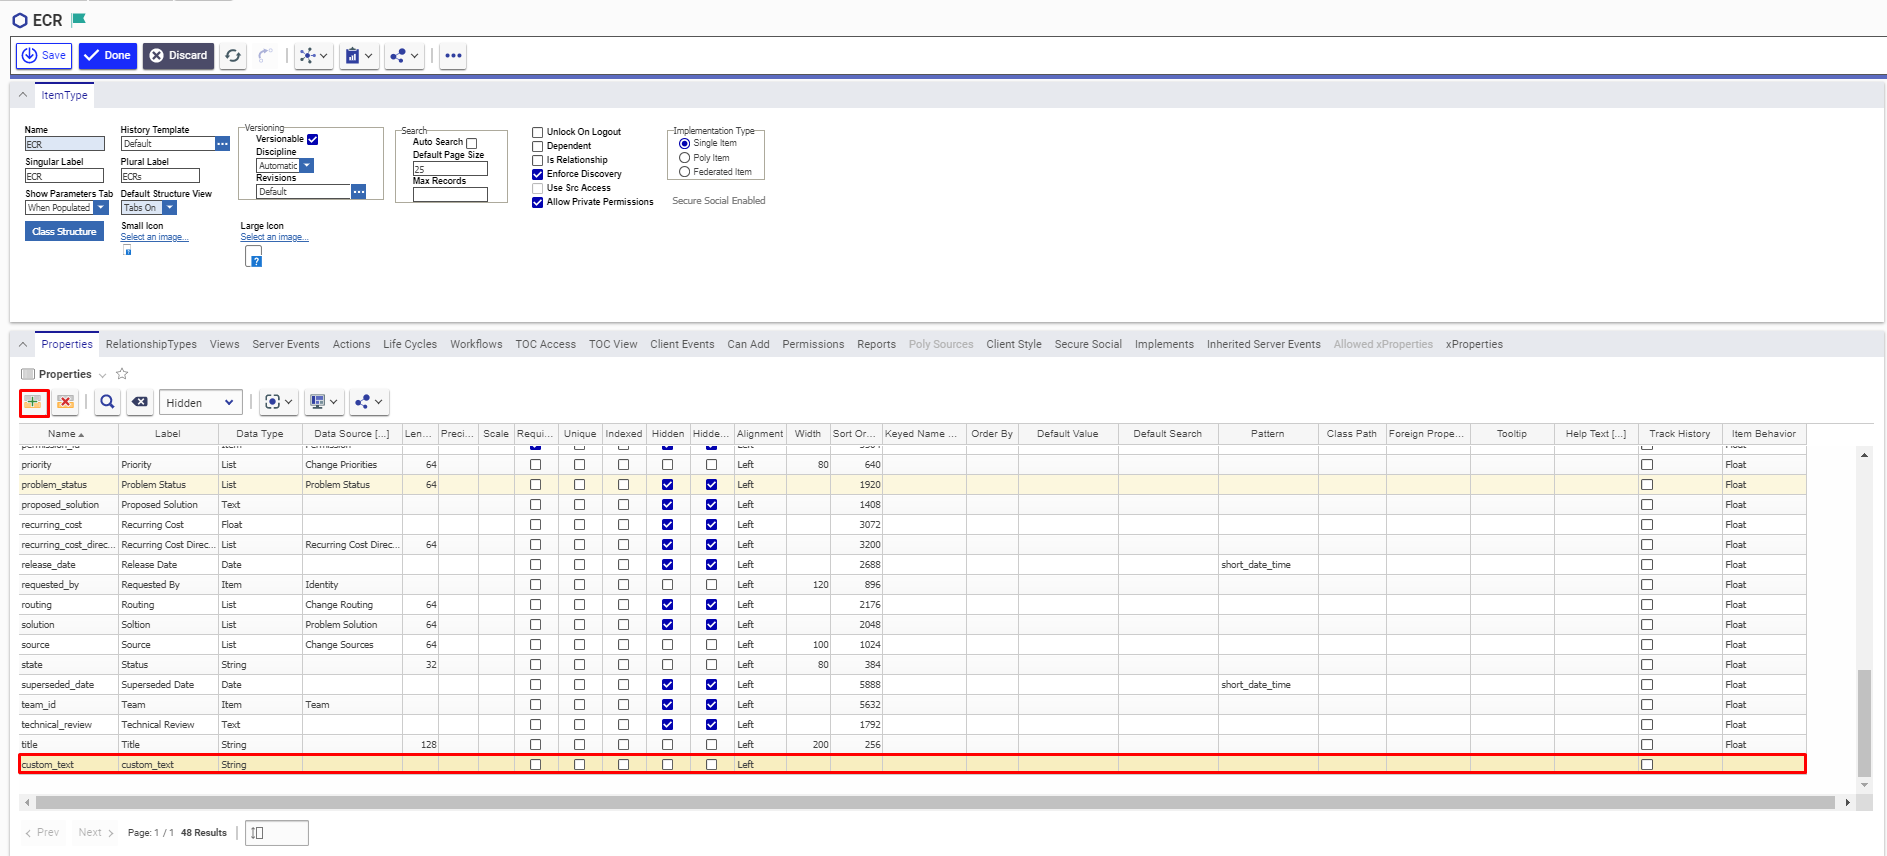 ECR
Save Done Discard
ItemType
Name History Template Versioning Search Unlock On Logout Implementation Type
ECR Default Versionable Auto Search Dependent Single Item
Singular Label Plural Label Discipline Default Page Size Is Relationship Poly Item
ECR ECRs Automatic 25 Enforce Discovery Federated Item
Show Parameters Tab Default Structure View Revisions Max Records Use Src Access
When Populated Tabs On Default Allow Private Permissions Secure Social Enabled
Class Structure Small Icon Large Icon
Select an image... Select an image...
Properties RelationshipTypes Views Server Events Actions Life Cycles Workflows TOC Access TOC View Client Events Can Add Permissions Reports Poly Sources Client Style Secure Social Implements Inherited Server Events Allowed xProperties xProperties
Properties
Hidden
Name Label Data Type Data Source [...] Len... Preci... Scale Requi... Unique Indexed Hidden Hidde... Alignment Width Sort Or... Keyed Name ... Order By Default Value Default Search Pattern Class Path Foreign Prope... Tooltip Help Text [...] Track History Item Behavior
priority Priority List Change Priorities 64 Left 80 640 Float
problem_status Problem Status List Problem Status 64 Left 1920 Float
proposed_solution Proposed Solution Text Left 1408 Float
recurring_cost Recurring Cost Float Left 3072 Float
recurring_cost_direc... Recurring Cost Direc... List Recurring Cost Direc... 64 Left 3200 Float
release_date Release Date Date Left 2688 short_date_time Float
requested_by Requested By Item Identity Left 120 896 Float
routing Routing List Change Routing 64 Left 2176 Float
solution Soltion List Problem Solution 64 Left 2048 Float
source Source List Change Sources 64 Left 100 1024 Float
state Status String 32 Left 80 384 Float
superseded_date Superseded Date Date Left 5888 short_date_time Float
team_id Team Item Team Left 5632 Float
technical_review Technical Review Text Left 1792 Float
title Title String 128 Left 200 256 Float
custom_text custom_text String Left
Prev Next Page: 1 / 1 48 Results